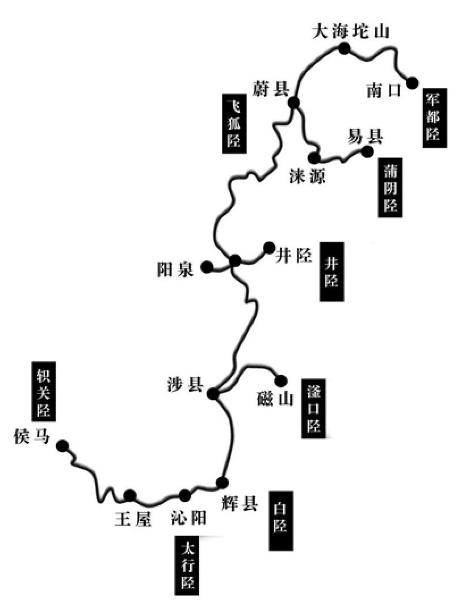 大海坨山
南口
军都陉
蔚县
飞狐陉
易县
涞源
蒲阴陉
阳泉
井陉
井陉
涉县
磁山
滏口陉
轵关陉
侯马
王屋
沁阳
辉县
白陉
太行陉